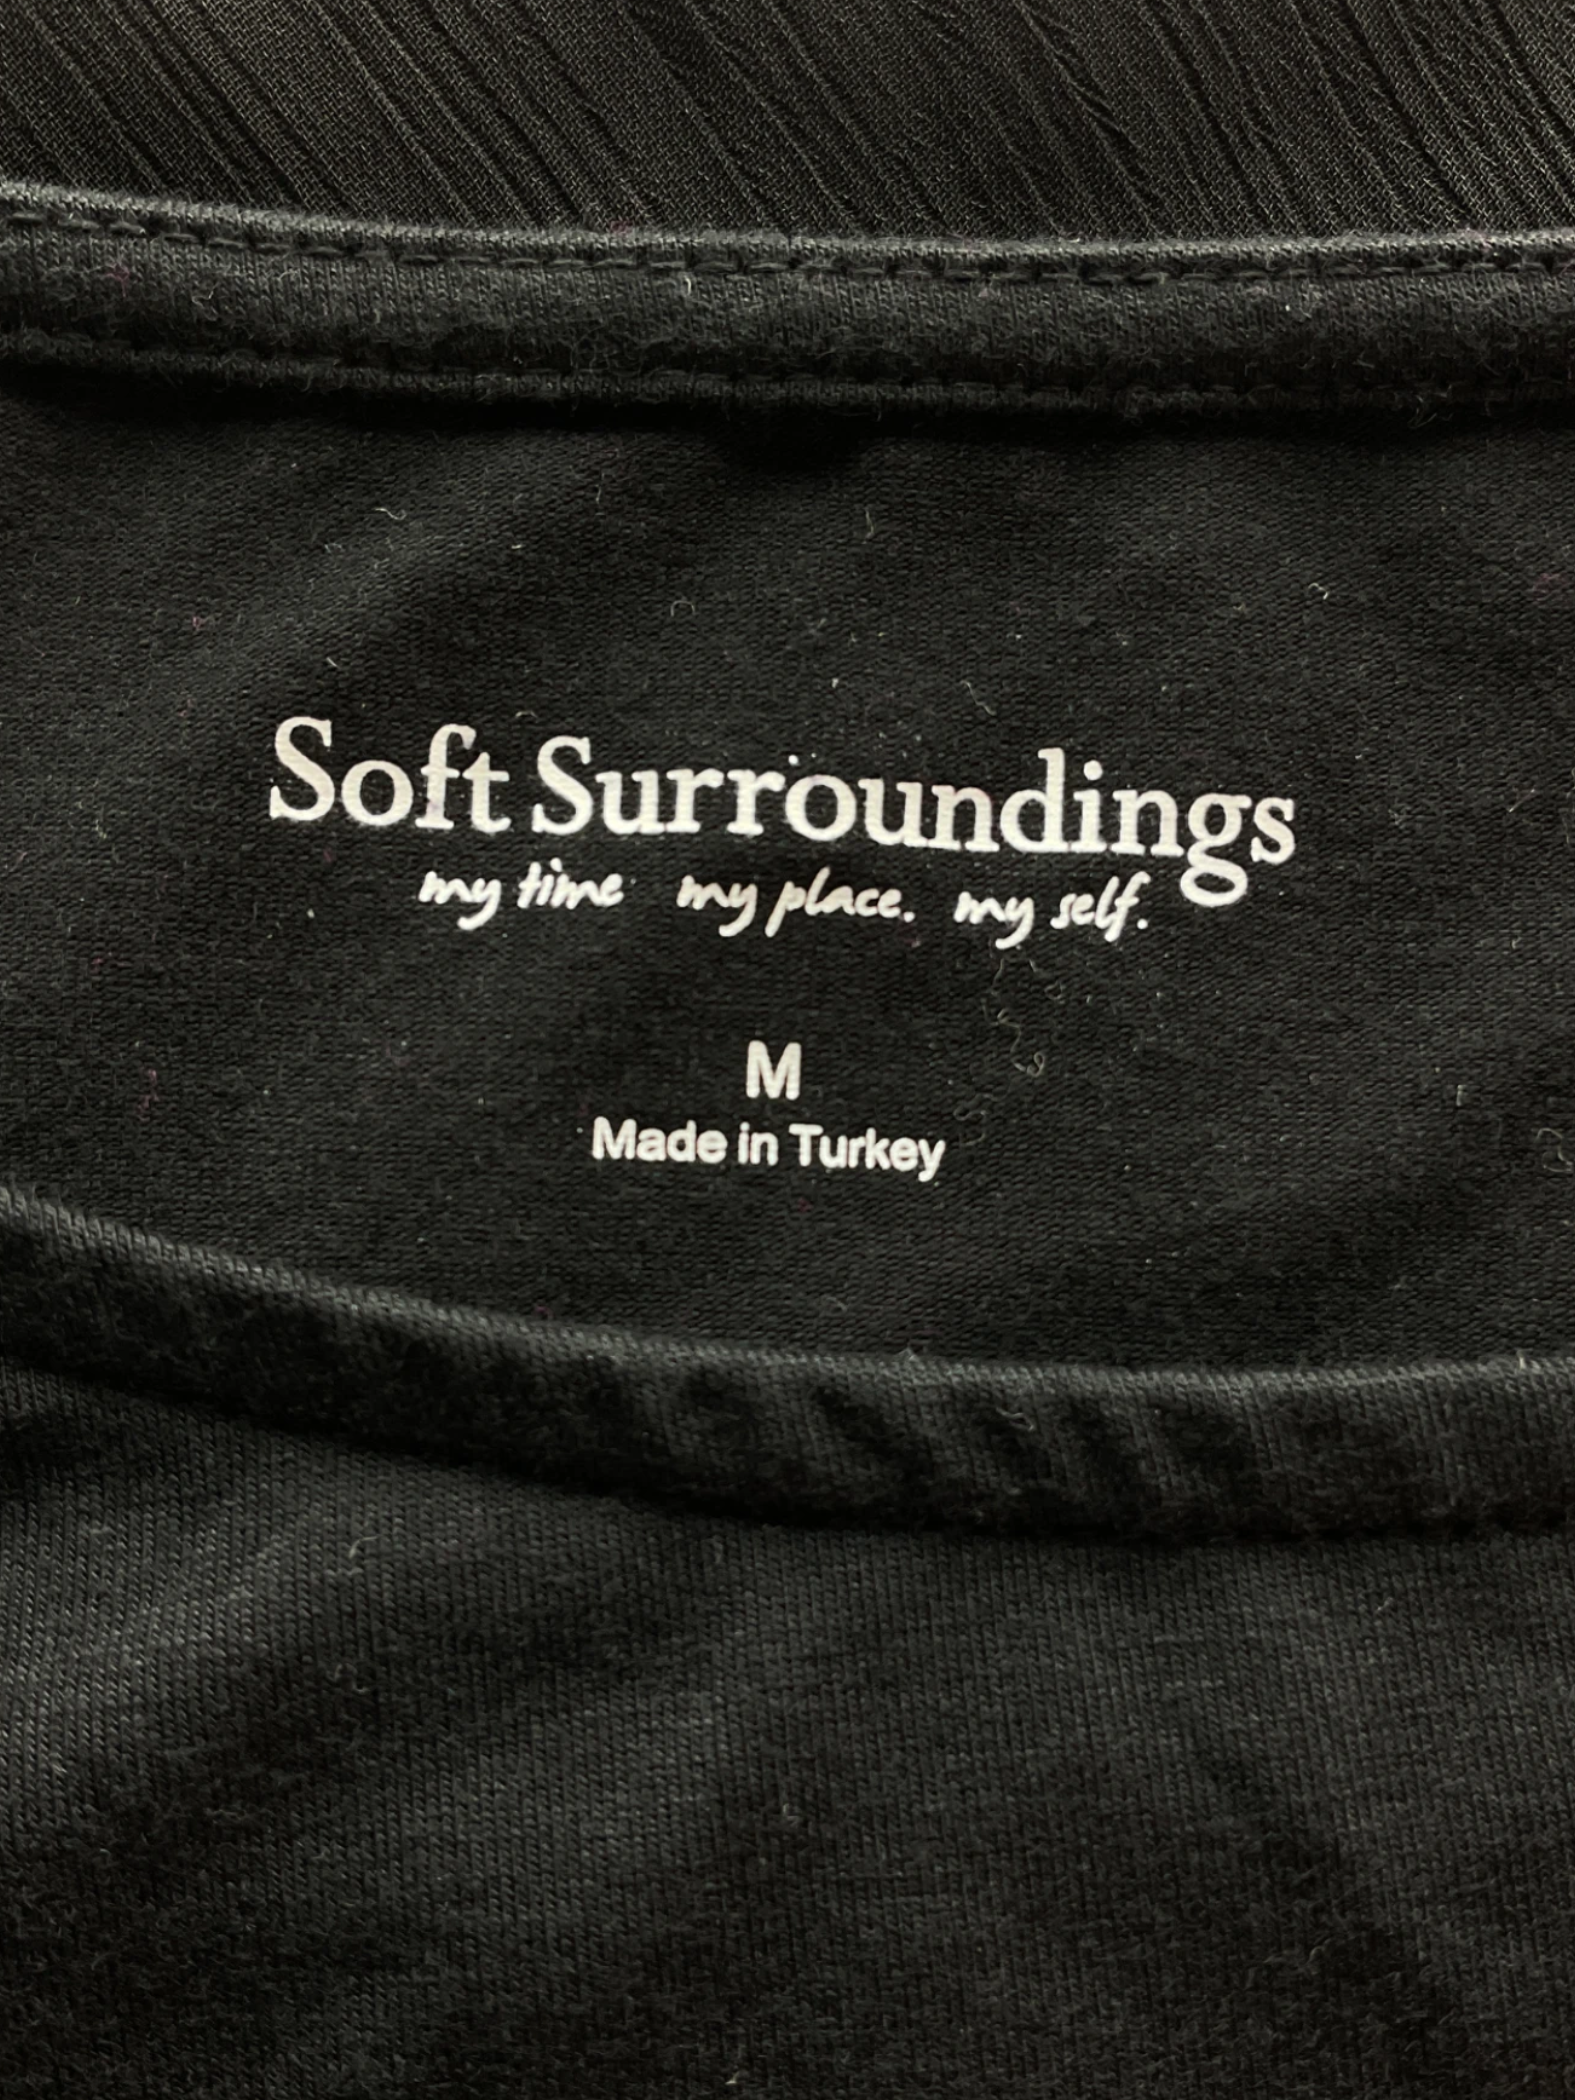 Soft Surroundings
my time my place. my self.
M
Made in Turkey